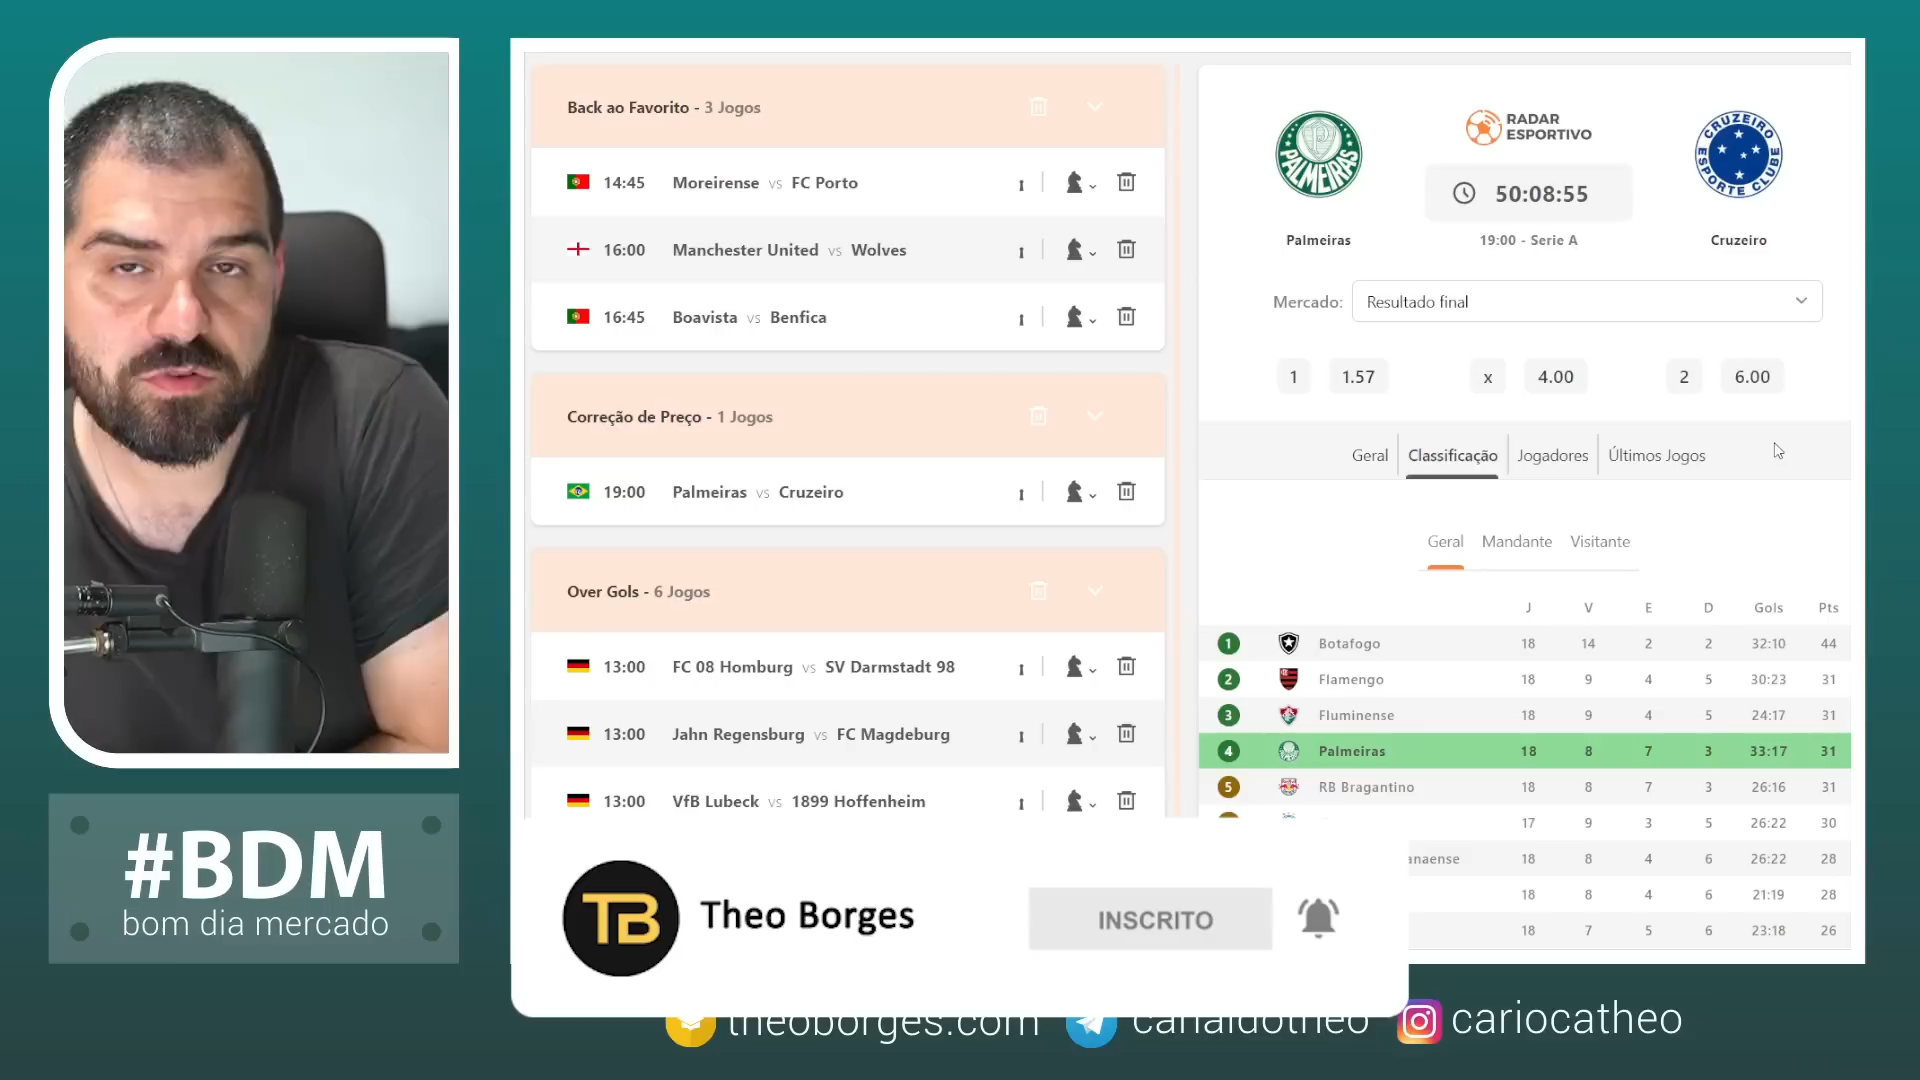 Back ao Favorito - 3 Jogos
14:45 Moreirense vs FC Porto
16:00 Manchester United vs Wolves
16:45 Boavista vs Benfica
Correção de Preço - 1 Jogos
19:00 Palmeiras vs Cruzeiro
Over Gols - 6 Jogos
13:00 FC 08 Homburg vs SV Darmstadt 98
13:00 Jahn Regensburg vs FC Magdeburg
13:00 VfB Lubeck vs 1899 Hoffenheim
PALMEIRAS
RADAR
ESPORTIVO
CRUZEIRO ESPORTE CLUBE
50:08:55
Palmeiras
19:00 - Serie A
Cruzeiro
Mercado: Resultado final
1 1.57 x 4.00 2 6.00
Geral Classificação Jogadores Últimos Jogos
Geral Mandante Visitante
J V E D Gols Pts
1 Botafogo 18 14 2 2 32:10 44
2 Flamengo 18 9 4 5 30:23 31
3 Fluminense 18 9 4 5 24:17 31
4 Palmeiras 18 8 7 3 33:17 31
5 RB Bragantino 18 8 7 3 26:16 31
17 9 3 5 26:22 30
anaense 18 8 4 6 26:22 28
18 8 4 6 21:19 28
18 7 5 6 23:18 26
#BDM
bom dia mercado
TB Theo Borges
INSCRITO
theoborges.com canaldotheo cariocatheo